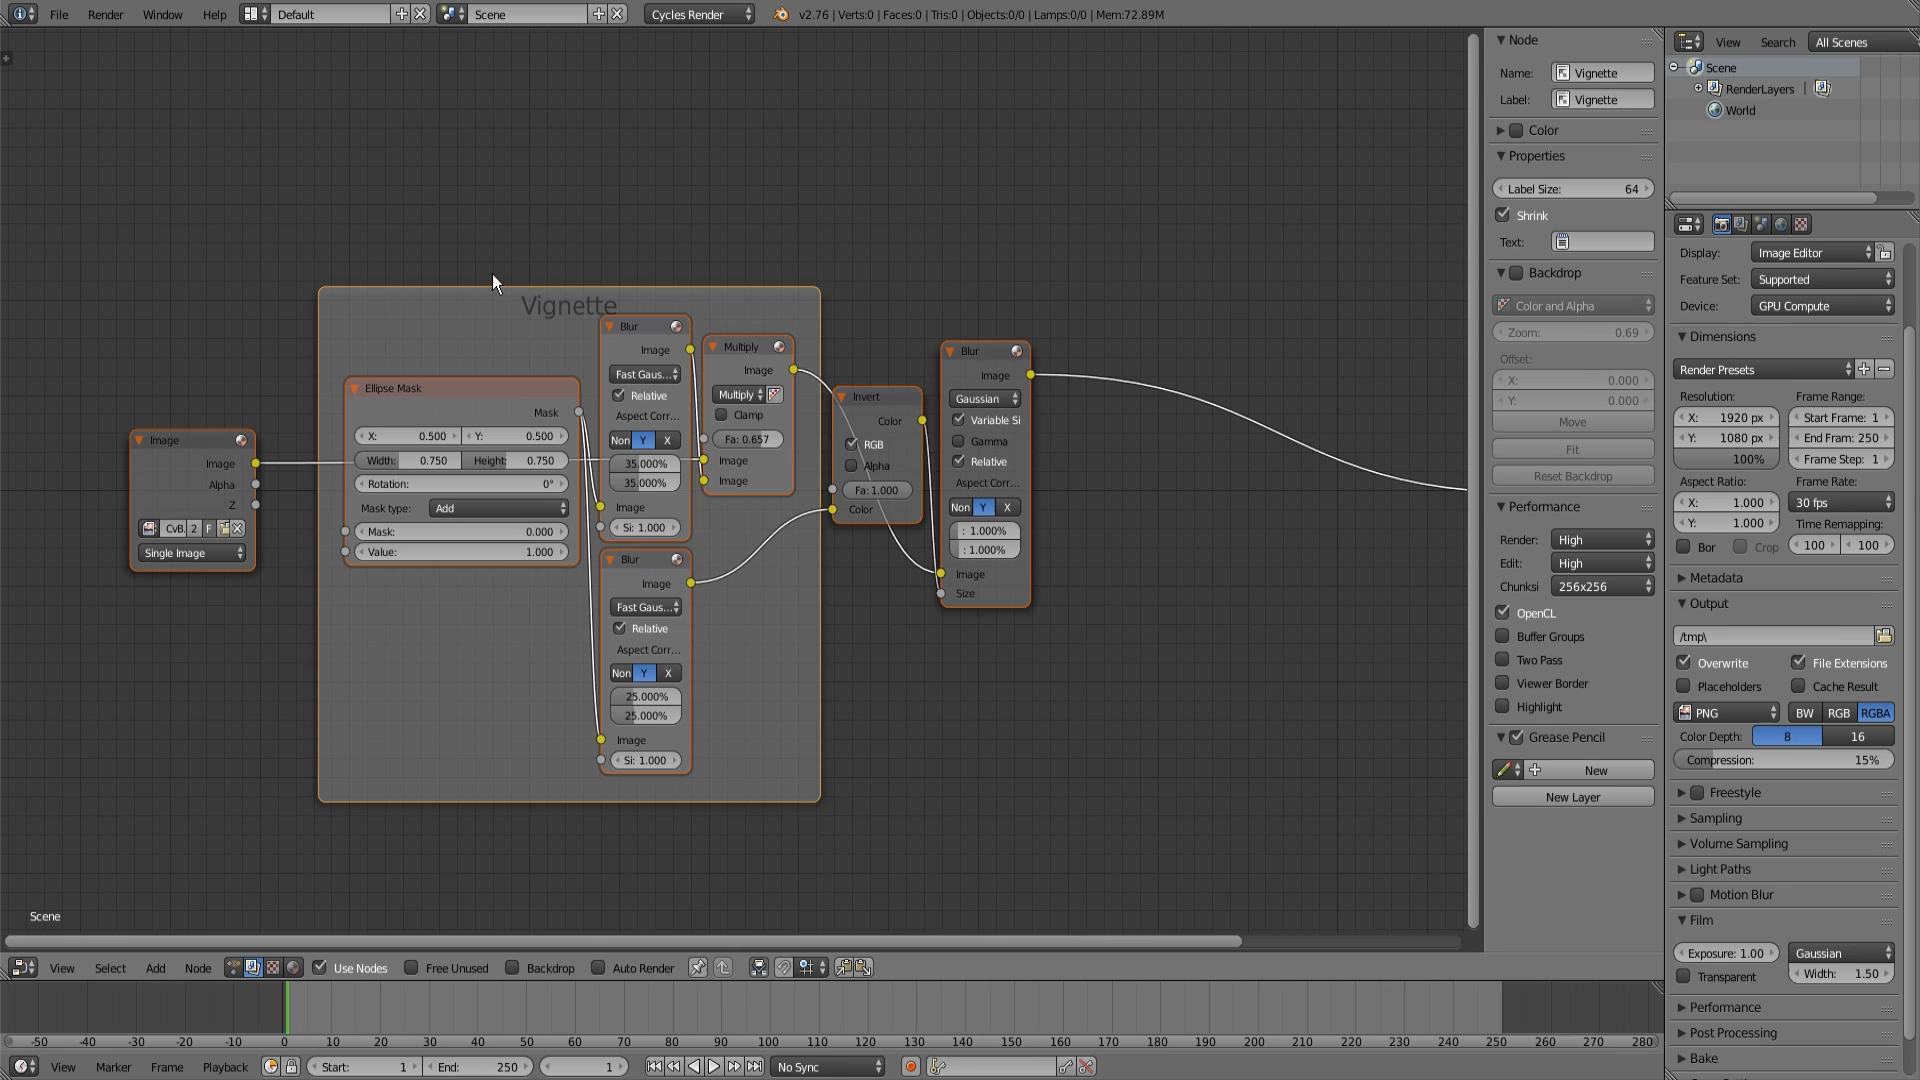 File Render Window Help Default Scene Cycles Render v2.76 | Verts:0 | Faces:0 | Tris:0 | Objects:0/0 | Lamps:0/0 | Mem:72.89M
Vignette
Image
Image
Alpha
Z
CvB. 2 F
Single Image
Ellipse Mask
Mask
X: 0.500 Y: 0.500
Width: 0.750 Height: 0.750
Rotation: 0°
Mask type: Add
Mask: 0.000
Value: 1.000
Blur
Image
Fast Gaus...
Relative
Aspect Corr...
Non Y X
35.000%
35.000%
Image
Si: 1.000
Blur
Image
Fast Gaus...
Relative
Aspect Corr...
Non Y X
25.000%
25.000%
Image
Si: 1.000
Multiply
Image
Multiply
Clamp
Fa: 0.657
Image
Image
Invert
Color
RGB
Alpha
Fa: 1.000
Color
Blur
Image
Gaussian
Variable Si
Gamma
Relative
Aspect Corr...
Non Y X
: 1.000%
: 1.000%
Image
Size
Scene
Node
Name: Vignette
Label: Vignette
Color
Properties
Label Size: 64
Shrink
Text:
Backdrop
Color and Alpha
Zoom: 0.69
Offset:
X: 0.000
Y: 0.000
Move
Fit
Reset Backdrop
Performance
Render: High
Edit: High
Chunksi 256x256
OpenCL
Buffer Groups
Two Pass
Viewer Border
Highlight
Grease Pencil
New
New Layer
View Search All Scenes
Scene
RenderLayers |
World
Display: Image Editor
Feature Set: Supported
Device: GPU Compute
Dimensions
Render Presets
Resolution: Frame Range:
X: 1920 px Start Frame: 1
Y: 1080 px End Fram: 250
100% Frame Step: 1
Aspect Ratio: Frame Rate:
X: 1.000 30 fps
Y: 1.000 Time Remapping:
Bor Crop 100 100
Metadata
Output
/tmp\
Overwrite File Extensions
Placeholders Cache Result
PNG BW RGB RGBA
Color Depth: 8 16
Compression: 15%
Freestyle
Sampling
Volume Sampling
Light Paths
Motion Blur
Film
Exposure: 1.00 Gaussian
Transparent Width: 1.50
Performance
Post Processing
Bake
View Select Add Node Use Nodes Free Unused Backdrop Auto Render
-50 -40 -30 -20 -10 0 10 20 30 40 50 60 70 80 90 100 110 120 130 140 150 160 170 180 190 200 210 220 230 240 250 260 270 280
View Marker Frame Playback Start: 1 End: 250 1 No Sync